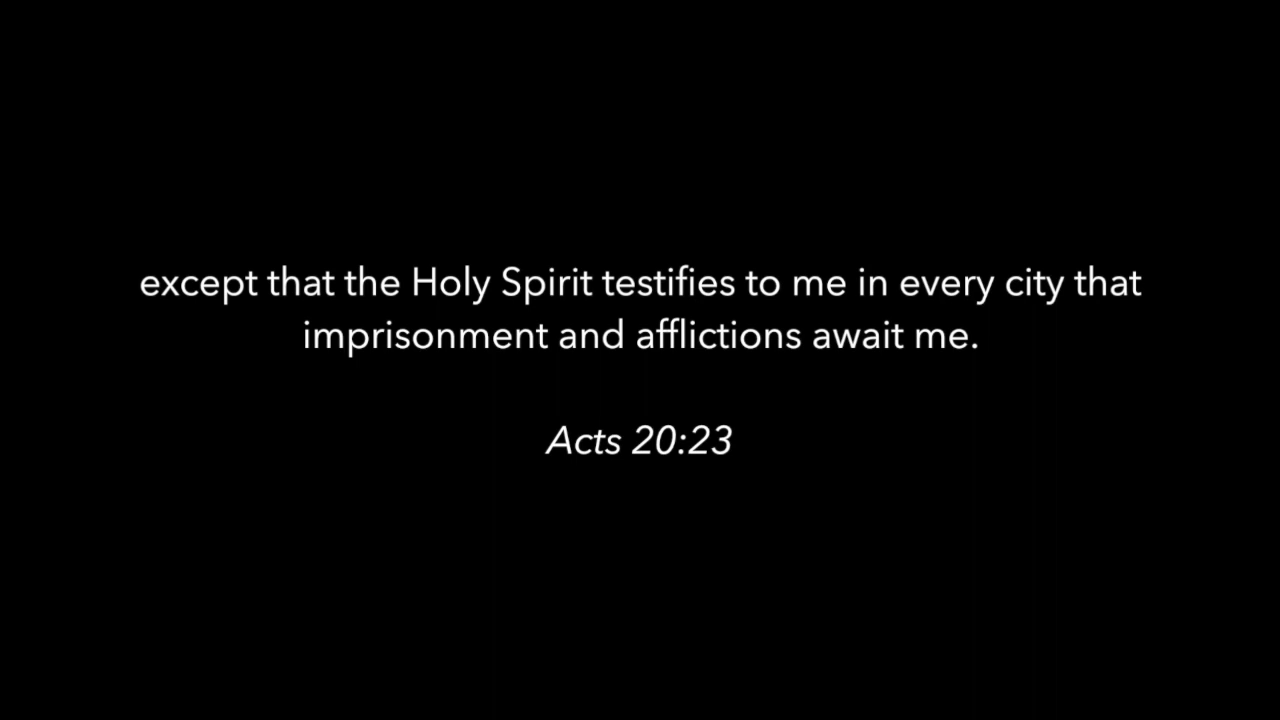 except that the Holy Spirit testifies to me in every city that
imprisonment and afflictions await me.
Acts 20:23